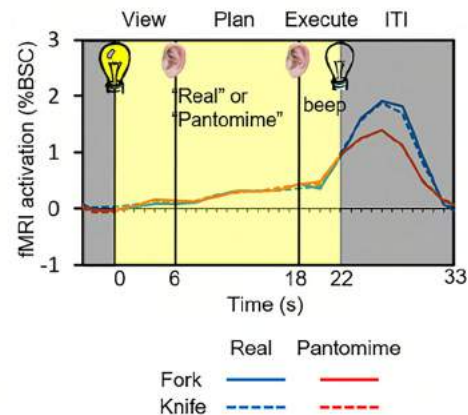 View Plan Execute ITI
3
2
1
0
-1
fMRI activation (%BSC)
"Real" or
"Pantomime"
beep
0 6 18 22 33
Time (s)
Real Pantomime
Fork
Knife